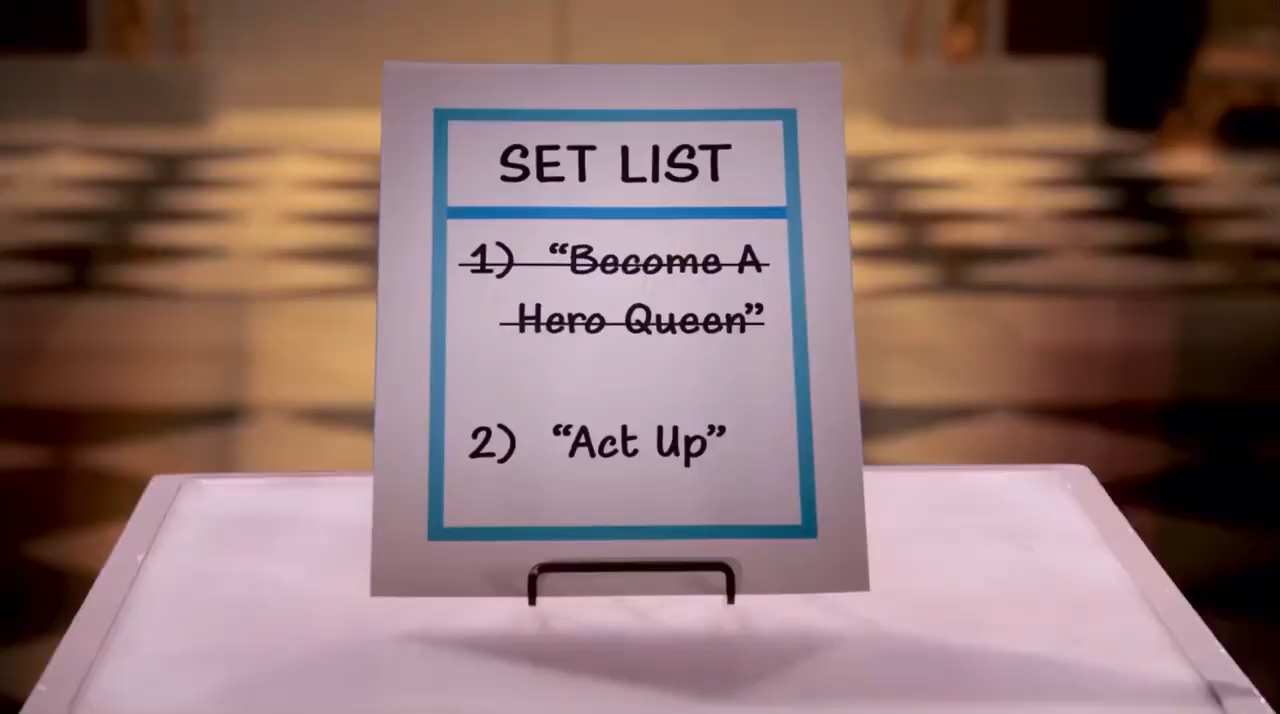 SET LIST
1) “Become A
Hero Queen”
2) “Act Up”